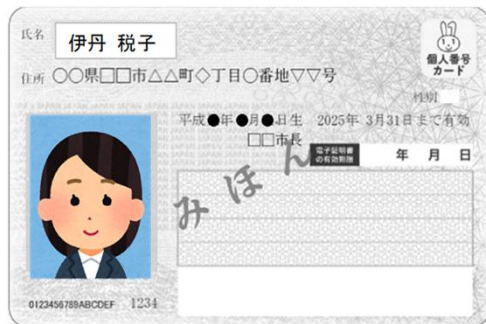 氏名 伊丹 税子
個人番号
カード
住所 〇〇県□□市△△町◇丁目〇番地▽▽号
性別
平成●年●月●日生 2025年 3月31日まで有効
□□市長
電子証明書
の有効期限
年 月 日
みほん
0123456789ABCDEF 1234